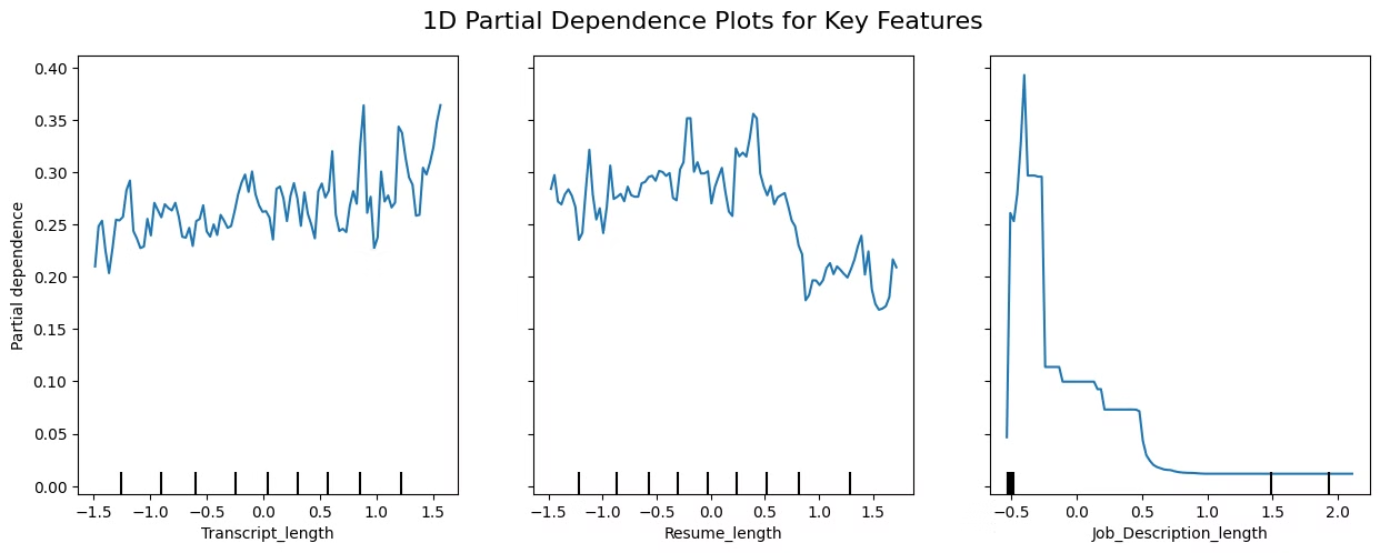 1D Partial Dependence Plots for Key Features
Partial dependence
0.40
0.35
0.30
0.25
0.20
0.15
0.10
0.05
0.00
−1.5 −1.0 −0.5 0.0 0.5 1.0 1.5
Transcript_length
−1.5 −1.0 −0.5 0.0 0.5 1.0 1.5
Resume_length
−0.5 0.0 0.5 1.0 1.5 2.0
Job_Description_length